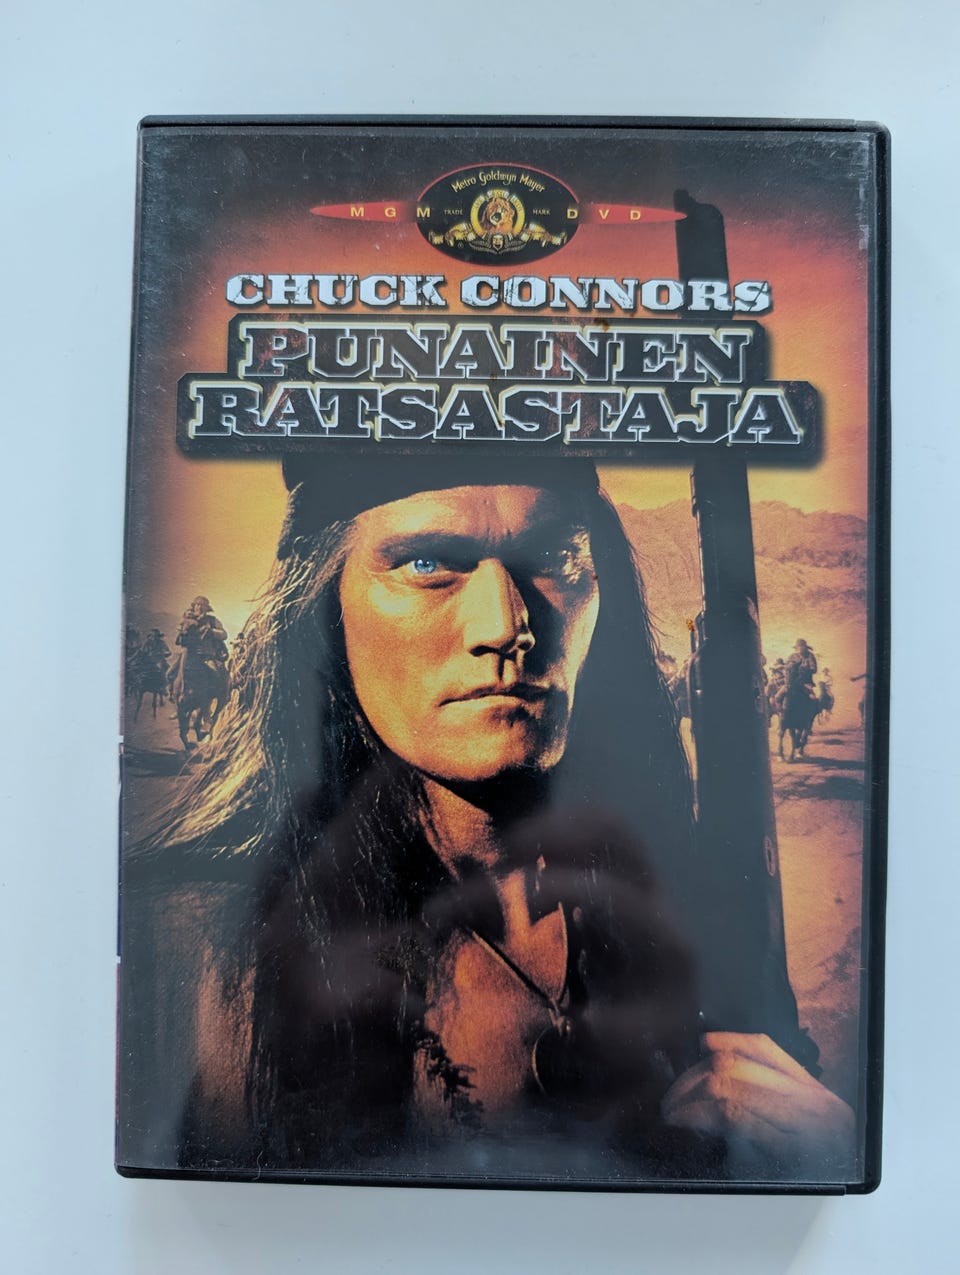 Metro Goldwyn Mayer
MGM TRADE MARK DVD
CHUCK CONNORS
PUNAINEN
RATSASTAJA